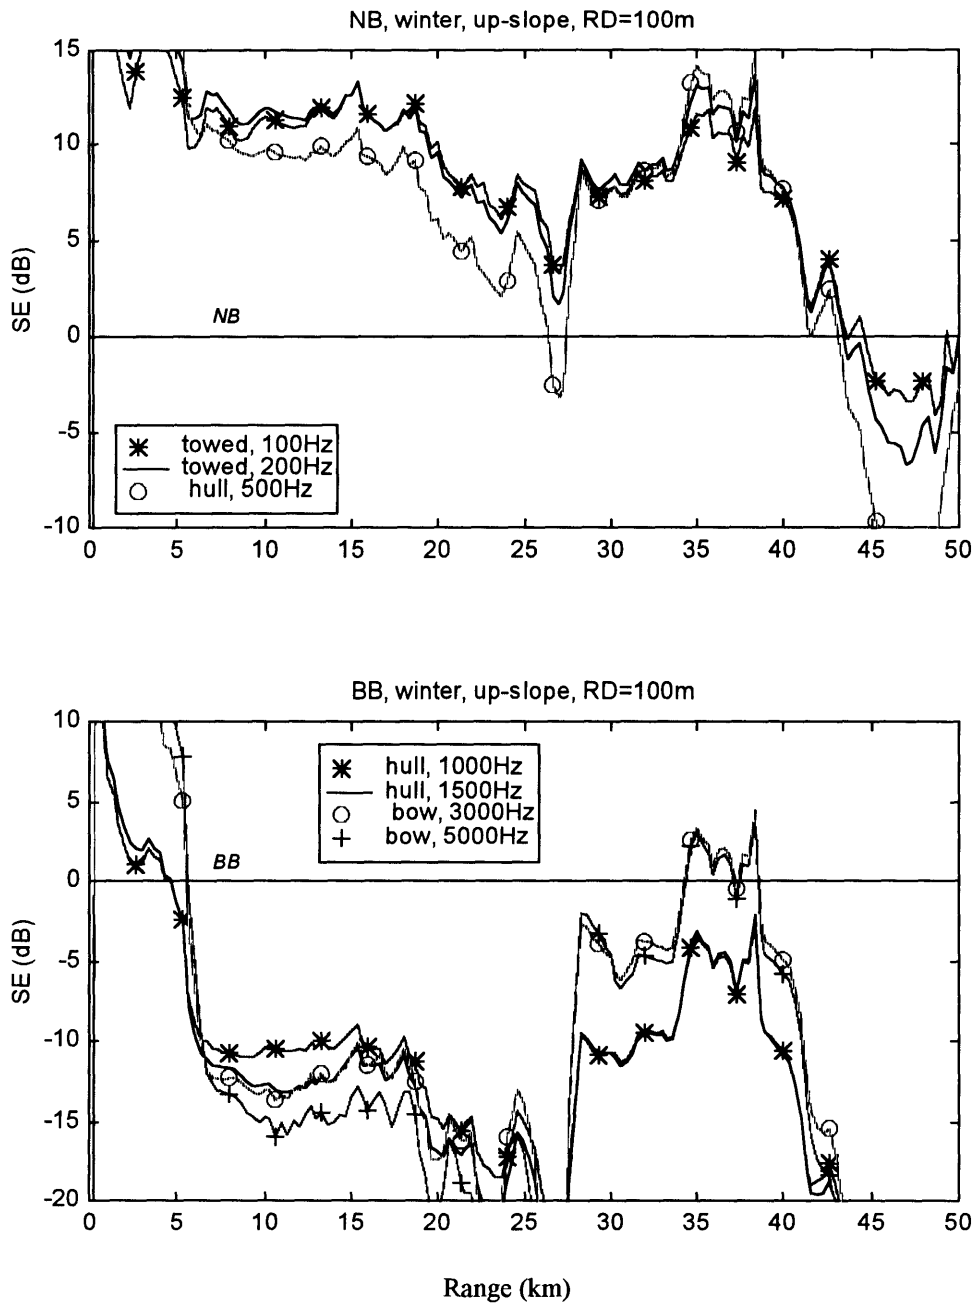 NB, winter, up-slope, RD=100m
15
10
5
0
-5
-10
SE (dB)
NB
towed, 100Hz
towed, 200Hz
hull, 500Hz
0 5 10 15 20 25 30 35 40 45 50
BB, winter, up-slope, RD=100m
10
5
0
-5
-10
-15
-20
SE (dB)
BB
hull, 1000Hz
hull, 1500Hz
bow, 3000Hz
bow, 5000Hz
0 5 10 15 20 25 30 35 40 45 50
Range (km)